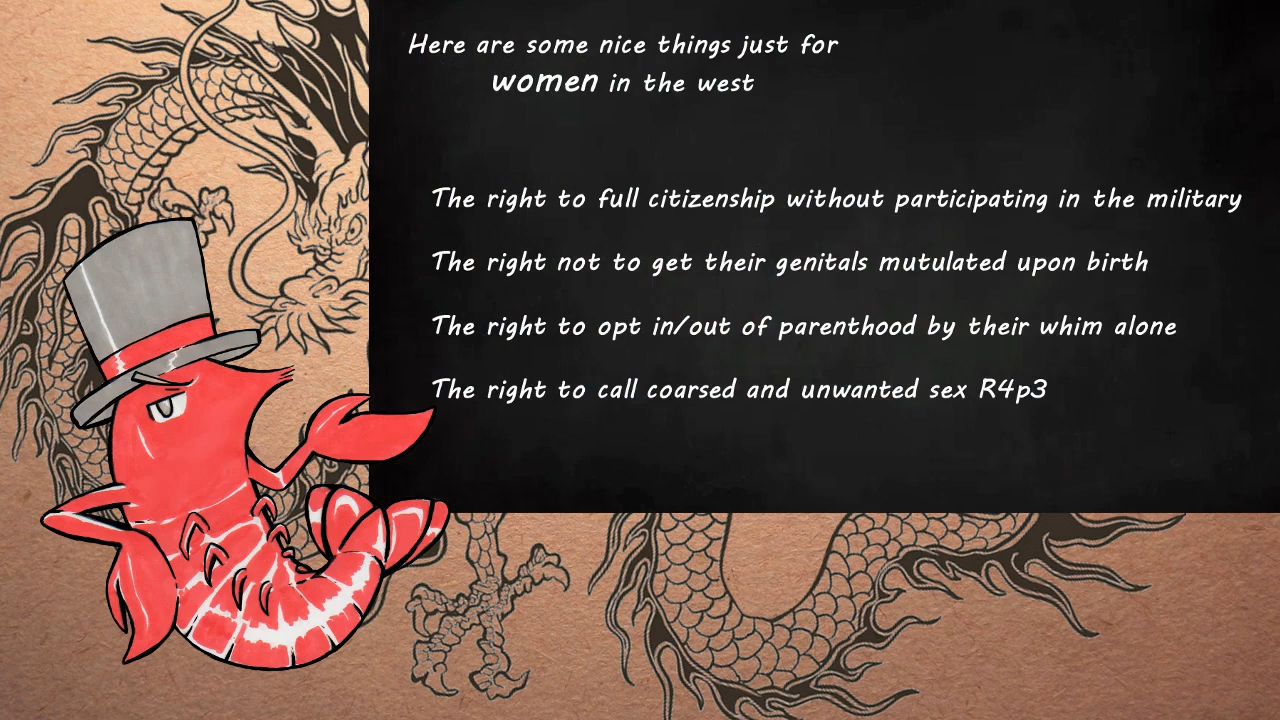 Here are some nice things just for
women in the west
The right to full citizenship without participating in the military
The right not to get their genitals mutulated upon birth
The right to opt in/out of parenthood by their whim alone
The right to call coarsed and unwanted sex R4p3